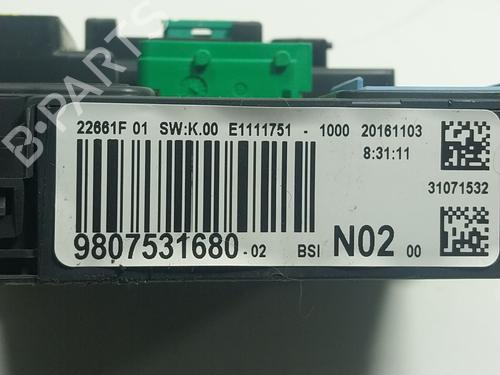 B-PARTS
22661F 01 SW:K.00 E1111751 - 1000 20161103
8:31:11
31071532
9807531680-02 BSI N02 00